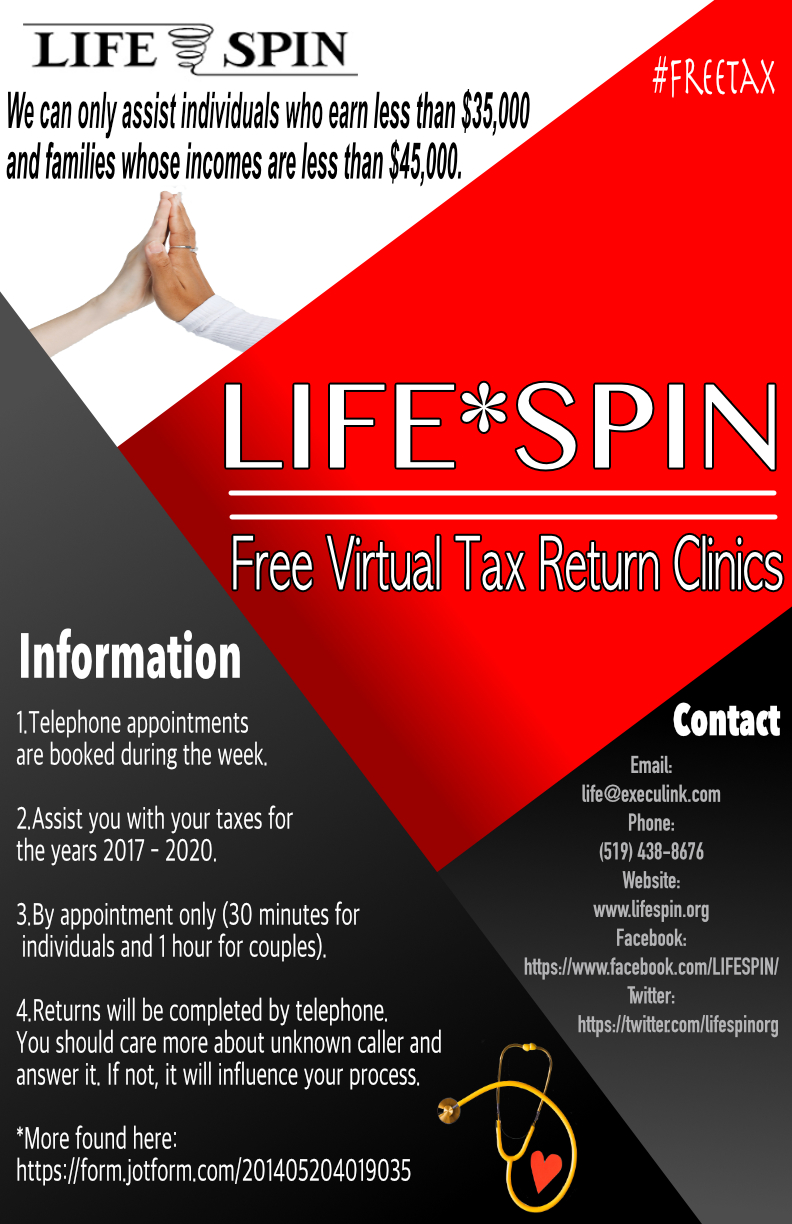 LIFE SPIN
#FREETAX
We can only assist individuals who earn less than $35,000
and families whose incomes are less than $45,000.
LIFE*SPIN
Free Virtual Tax Return Clinics
Information
1.Telephone appointments
are booked during the week.
2.Assist you with your taxes for
the years 2017 - 2020.
3.By appointment only (30 minutes for
individuals and 1 hour for couples).
4.Returns will be completed by telephone.
You should care more about unknown caller and
answer it. If not, it will influence your process.
*More found here:
https://form.jotform.com/201405204019035
Contact
Email:
life@execulink.com
Phone:
(519) 438-8676
Website:
www.lifespin.org
Facebook:
https://www.facebook.com/LIFESPIN/
Twitter:
https://twitter.com/lifespinorg